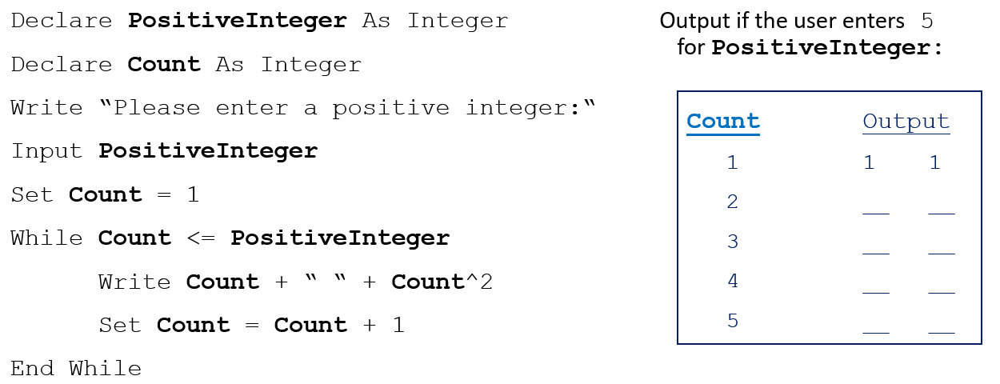 Declare PositiveInteger As Integer
Declare Count As Integer
Write “Please enter a positive integer:“
Input PositiveInteger
Set Count = 1
While Count <= PositiveInteger
Write Count + “ “ + Count^2
Set Count = Count + 1
End While
Output if the user enters 5
for PositiveInteger:
Count Output
1 1 1
2 __ __
3 __ __
4 __ __
5 __ __